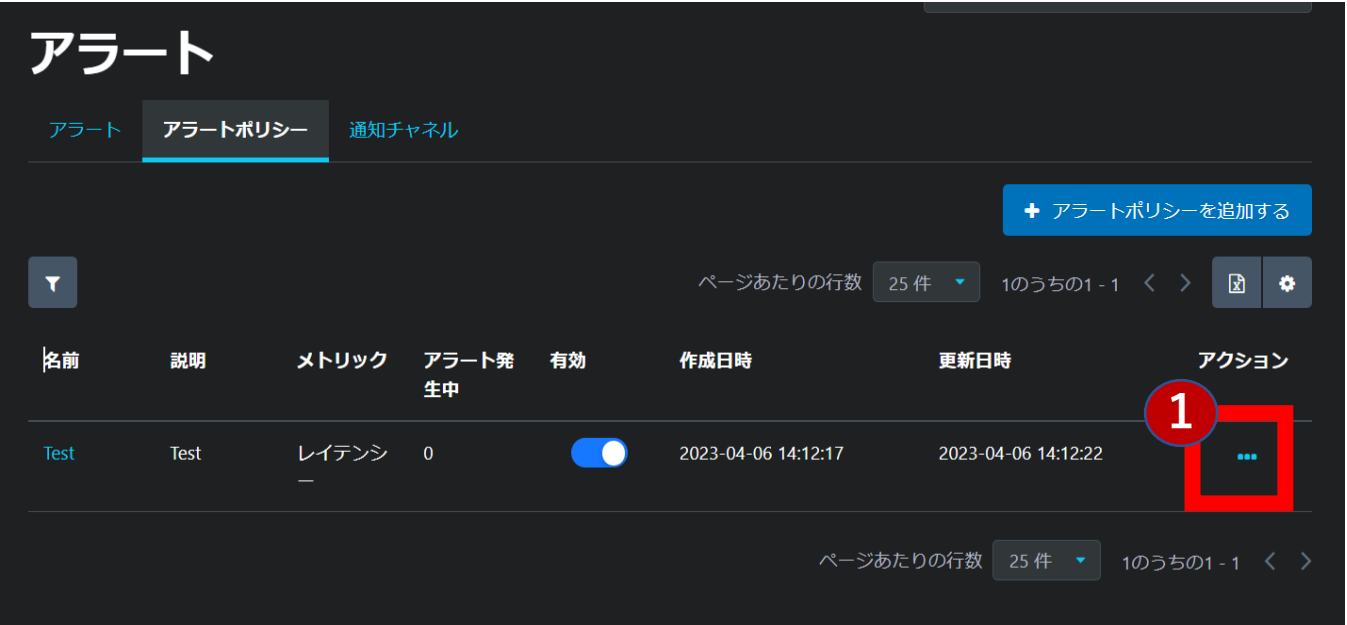 アラート
アラート アラートポリシー 通知チャネル
アラートポリシーを追加する
ページあたりの行数 25 件 1のうちの1 - 1
名前 説明 メトリック アラート発 有効 作成日時 更新日時 アクション
生中
1
Test Test レイテンシ 0 2023-04-06 14:12:17 2023-04-06 14:12:22
ー
ページあたりの行数 25 件 1のうちの1 - 1